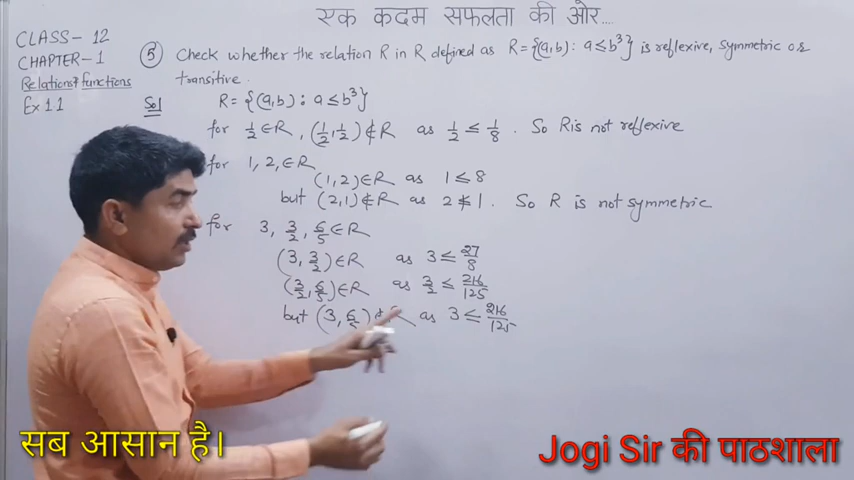 एक कदम सफलता की ओर....
CLASS - 12
CHAPTER - 1
Relations & functions
Ex 1.1
⑤ Check whether the relation R in R defined as R = {(a,b) : a ≤ b³} is reflexive, symmetric or
transitive.
Sol R = {(a,b) : a ≤ b³}
for 1/2 ∈ R, (1/2, 1/2) ∉ R as 1/2 ≤ 1/8 . So R is not reflexive
for 1, 2, ∈ R
(1,2) ∈ R as 1 ≤ 8
but (2,1) ∉ R as 2 ≰ 1. So R is not symmetric
for 3, 3/2, 6/5 ∈ R
(3, 3/2) ∈ R as 3 ≤ 27/8
(3/2, 6/5) ∈ R as 3/2 ≤ 216/125
but (3, 6/5) ∉ R as 3 ≤ 216/125
सब आसान है।
Jogi Sir की पाठशाला